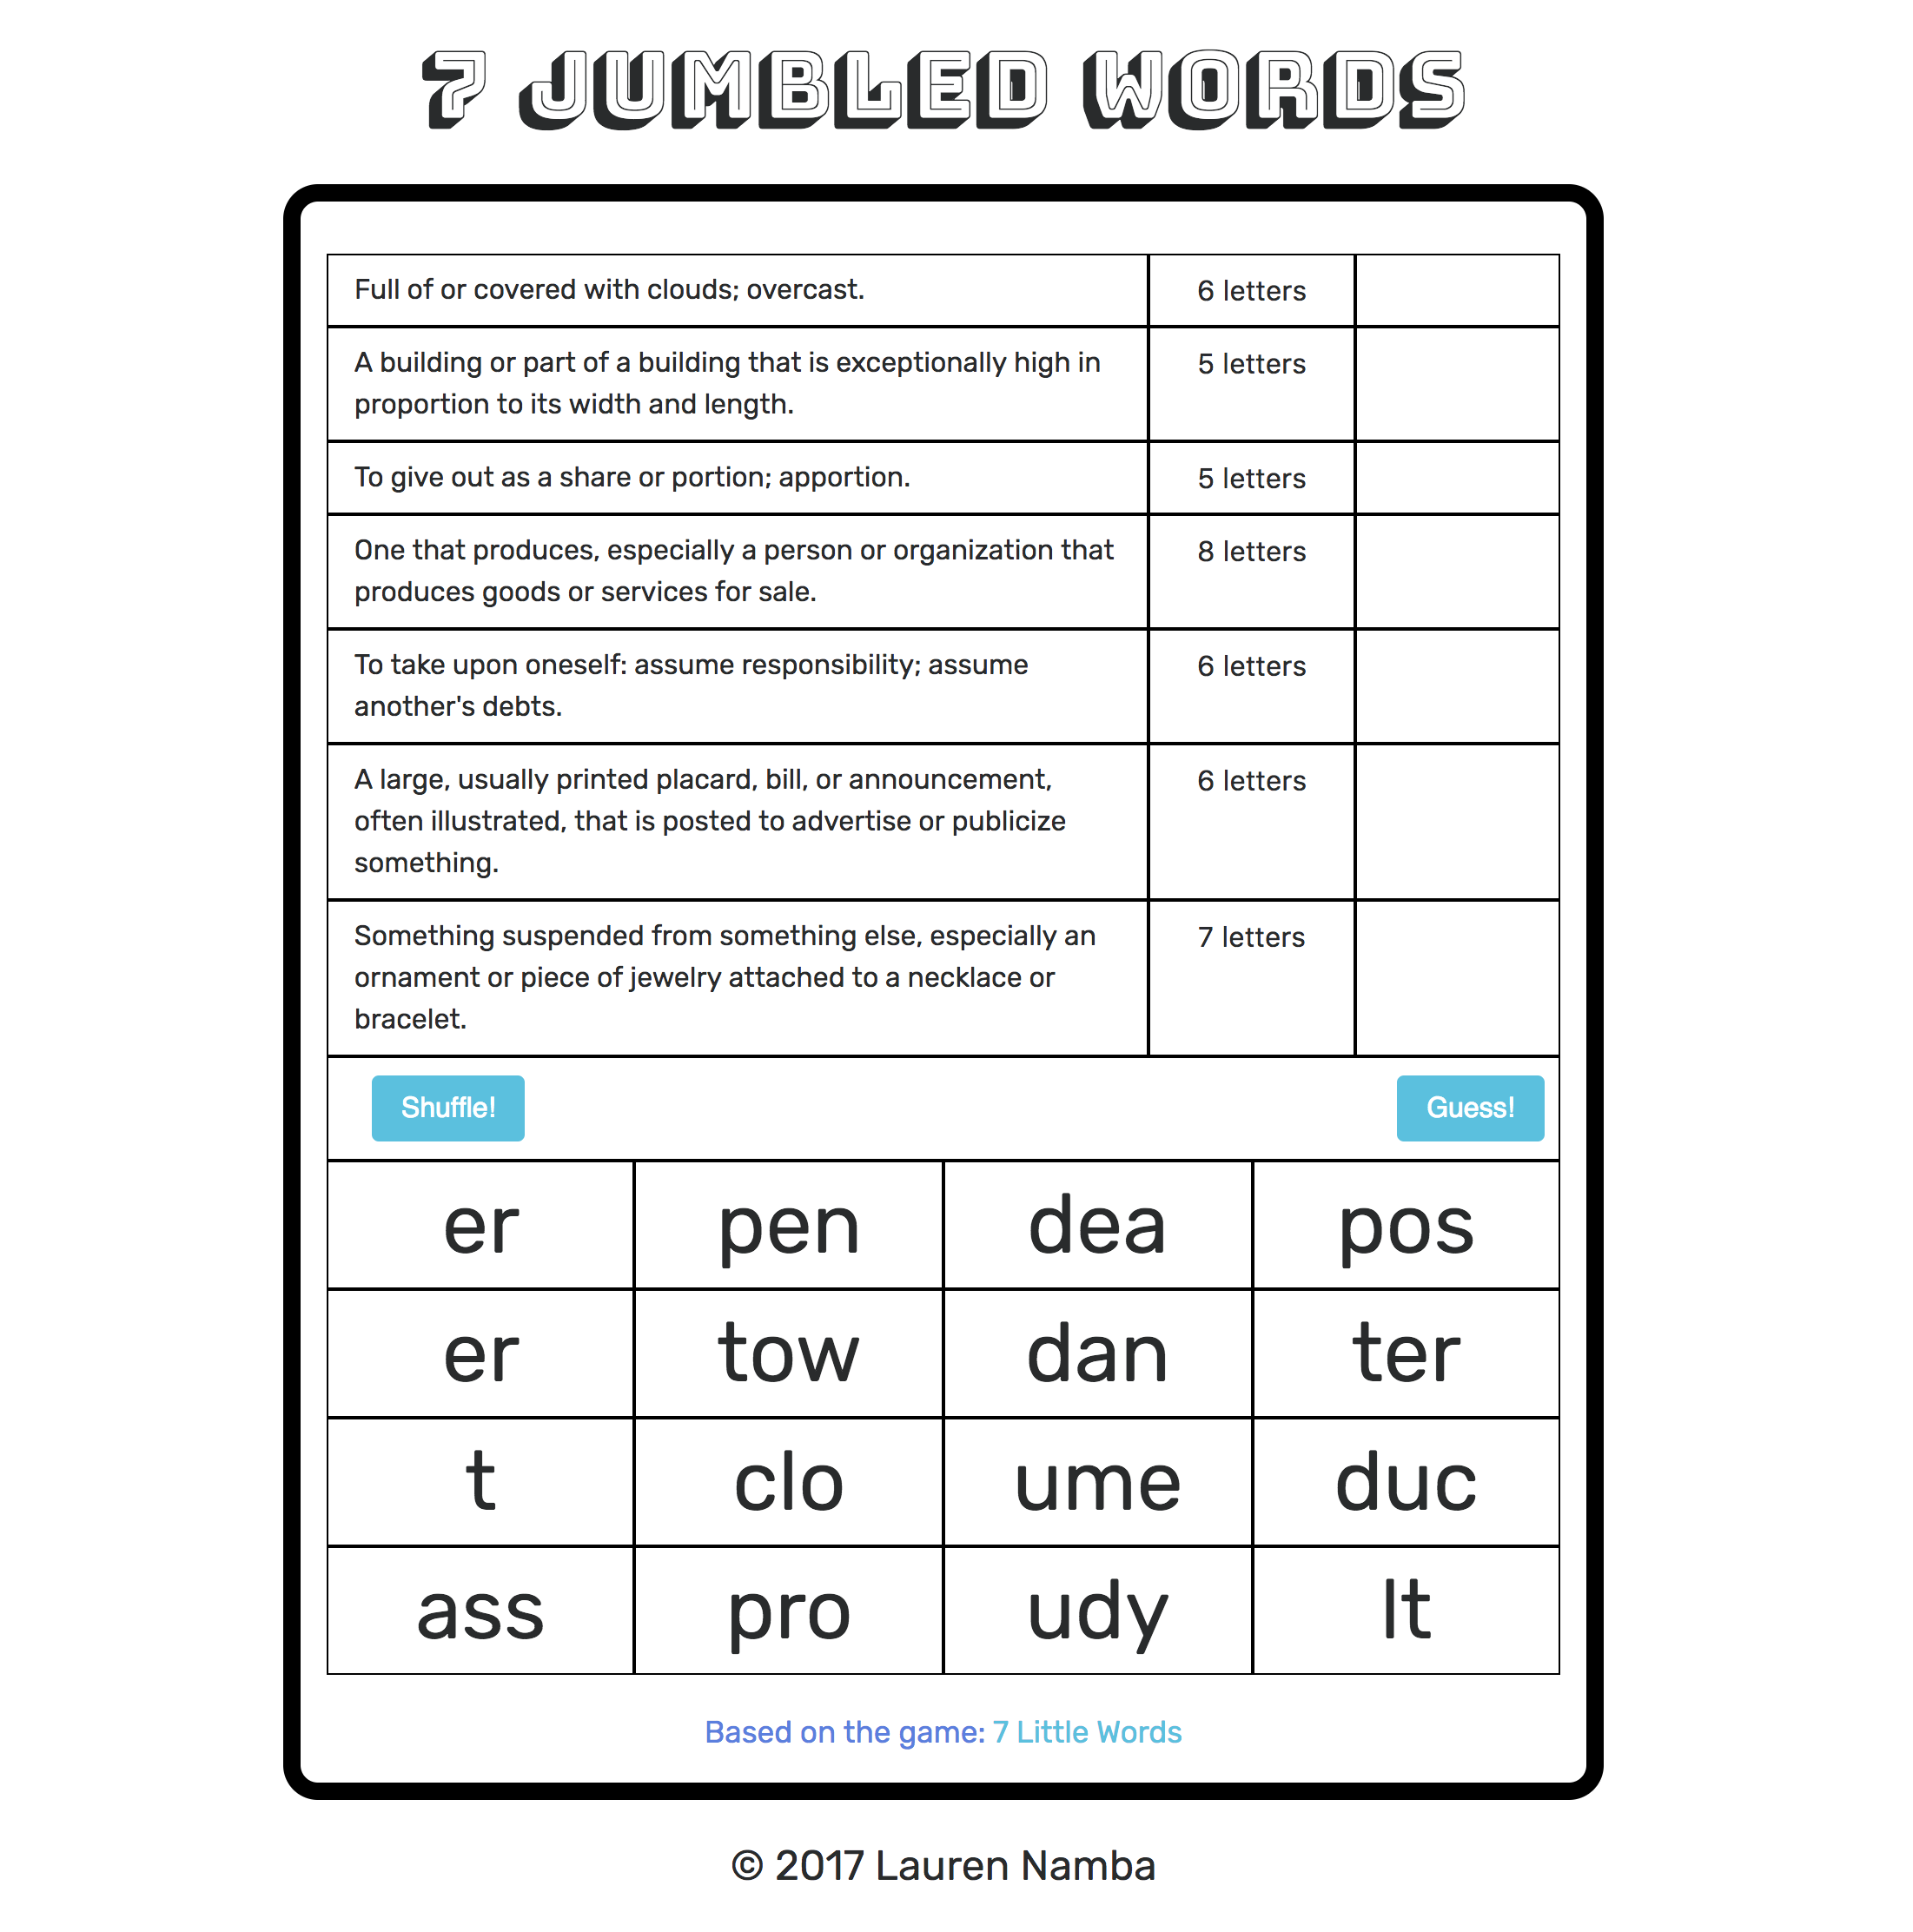 7 JUMBLED WORDS
Full of or covered with clouds; overcast.
6 letters
A building or part of a building that is exceptionally high in
proportion to its width and length.
5 letters
To give out as a share or portion; apportion.
5 letters
One that produces, especially a person or organization that
produces goods or services for sale.
8 letters
To take upon oneself: assume responsibility; assume
another's debts.
6 letters
A large, usually printed placard, bill, or announcement,
often illustrated, that is posted to advertise or publicize
something.
6 letters
Something suspended from something else, especially an
ornament or piece of jewelry attached to a necklace or
bracelet.
7 letters
Shuffle! Guess!
er pen dea pos
er tow dan ter
t clo ume duc
ass pro udy lt
Based on the game: 7 Little Words
© 2017 Lauren Namba